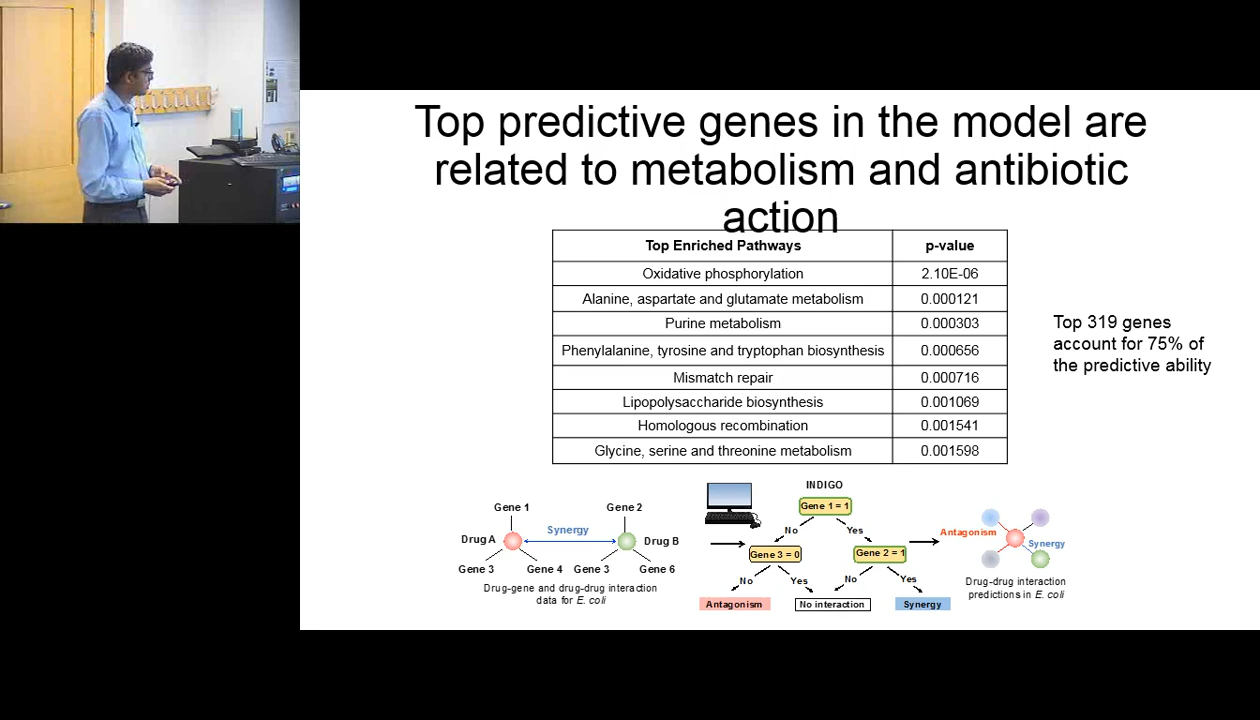 Top predictive genes in the model are
related to metabolism and antibiotic
action
Top Enriched Pathways p-value
Oxidative phosphorylation 2.10E-06
Alanine, aspartate and glutamate metabolism 0.000121
Purine metabolism 0.000303
Phenylalanine, tyrosine and tryptophan biosynthesis 0.000656
Mismatch repair 0.000716
Lipopolysaccharide biosynthesis 0.001069
Homologous recombination 0.001541
Glycine, serine and threonine metabolism 0.001598
Top 319 genes
account for 75% of
the predictive ability
Gene 1
Gene 2
Synergy
Drug A
Drug B
Gene 3
Gene 4
Gene 3
Gene 6
Drug-gene and drug-drug interaction
data for E. coli
INDIGO
Gene 1 = 1
No
Yes
Gene 3 = 0
Gene 2 = 1
No
Yes
No
Yes
Antagonism
No interaction
Synergy
Antagonism
Synergy
Drug-drug interaction
predictions in E. coli